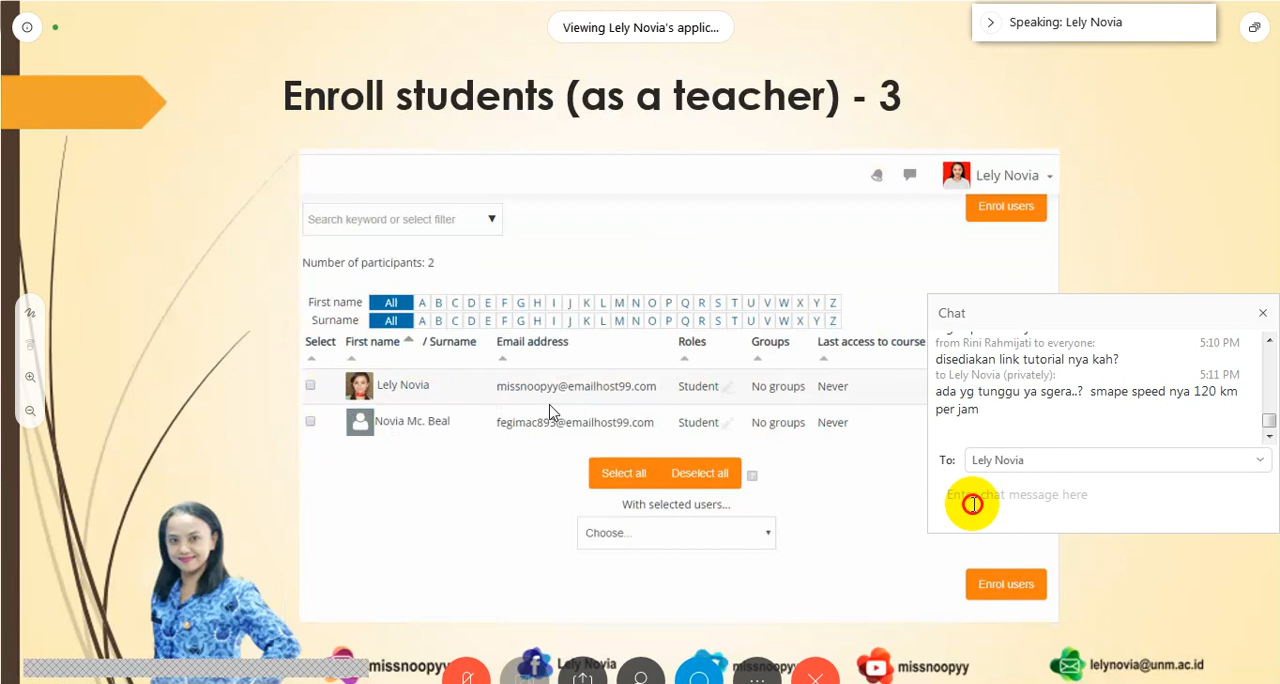 Viewing Lely Novia's applic...
Speaking: Lely Novia
Enroll students (as a teacher) - 3
Lely Novia
Search keyword or select filter
Enrol users
Number of participants: 2
First name All A B C D E F G H I J K L M N O P Q R S T U V W X Y Z
Surname All A B C D E F G H I J K L M N O P Q R S T U V W X Y Z
Select First name / Surname Email address Roles Groups Last access to course
Lely Novia missnoopyy@emailhost99.com Student No groups Never
Novia Mc. Beal fegimac893@emailhost99.com Student No groups Never
Select all Deselect all
With selected users...
Choose...
Enrol users
Chat
from Rini Rahmijati to everyone: 5:10 PM
disediakan link tutorial nya kah?
to Lely Novia (privately): 5:11 PM
ada yg tunggu ya sgera..? smape speed nya 120 km
per jam
To: Lely Novia
Enter chat message here
missnoopyy Lely Novia missnoopyy missnoopyy lelynovia@unm.ac.id